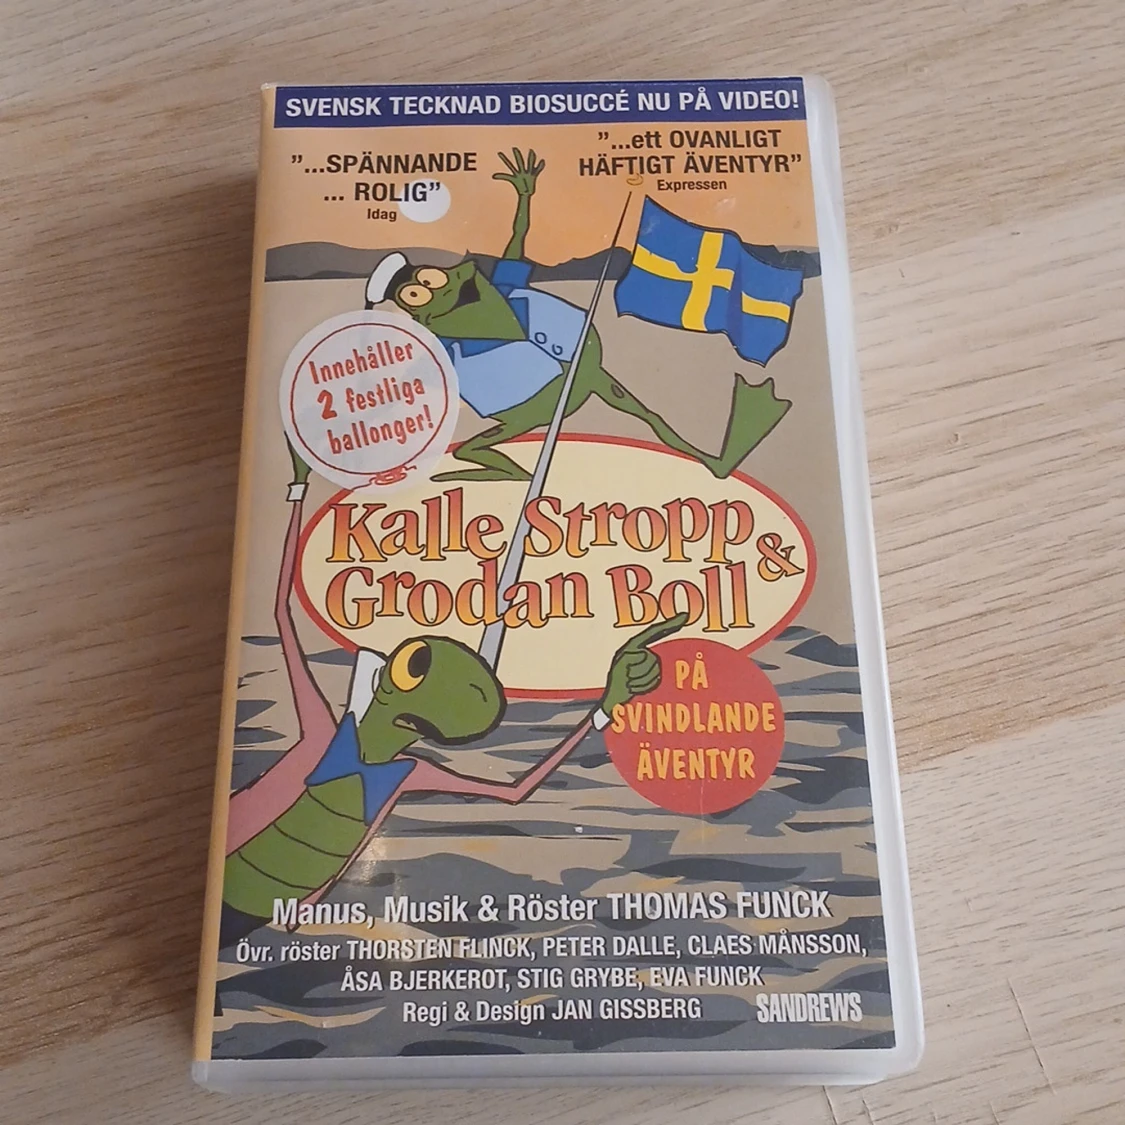 SVENSK TECKNAD BIOSUCCÉ NU PÅ VIDEO!
"...SPÄNNANDE
... ROLIG"
Idag
"...ett OVANLIGT
HÄFTIGT ÄVENTYR"
Expressen
Innehåller
2 festliga
ballonger!
Kalle Stropp &
Grodan Boll
PÅ
SVINDLANDE
ÄVENTYR
Manus, Musik & Röster THOMAS FUNCK
Övr. röster THORSTEN FLINCK, PETER DALLE, CLAES MÅNSSON,
ÅSA BJERKEROT, STIG GRYBE, EVA FUNCK
Regi & Design JAN GISSBERG
SANDREWS